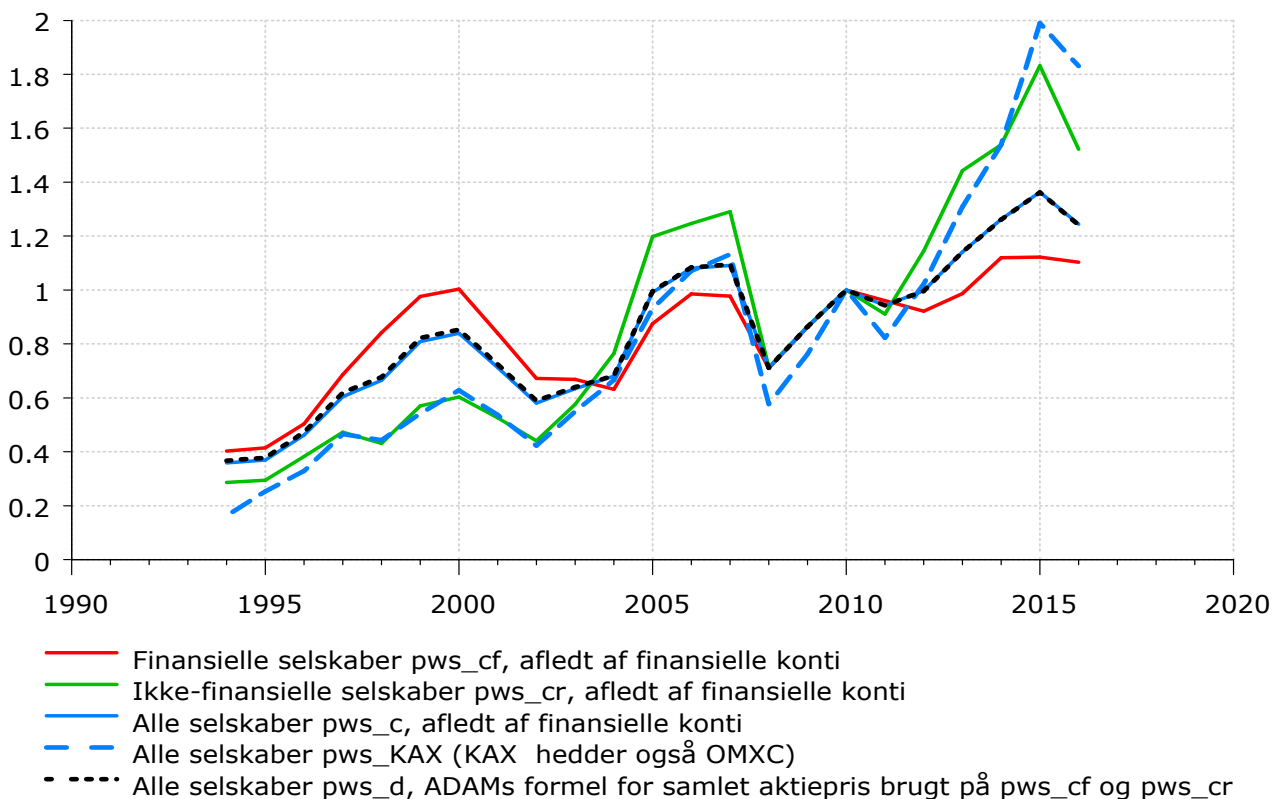 2
1.8
1.6
1.4
1.2
1
0.8
0.6
0.4
0.2
0
1990 1995 2000 2005 2010 2015 2020
Finansielle selskaber pws_cf, afledt af finansielle konti
Ikke-finansielle selskaber pws_cr, afledt af finansielle konti
Alle selskaber pws_c, afledt af finansielle konti
Alle selskaber pws_KAX (KAX hedder også OMXC)
Alle selskaber pws_d, ADAMs formel for samlet aktiepris brugt på pws_cf og pws_cr